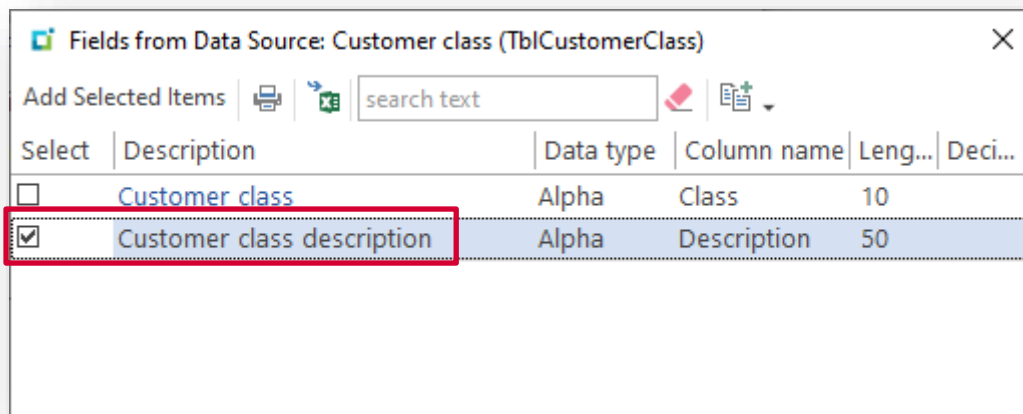 Fields from Data Source: Customer class (TblCustomerClass)
Add Selected Items search text
Select Description Data type Column name Leng... Deci...
Customer class Alpha Class 10
Customer class description Alpha Description 50